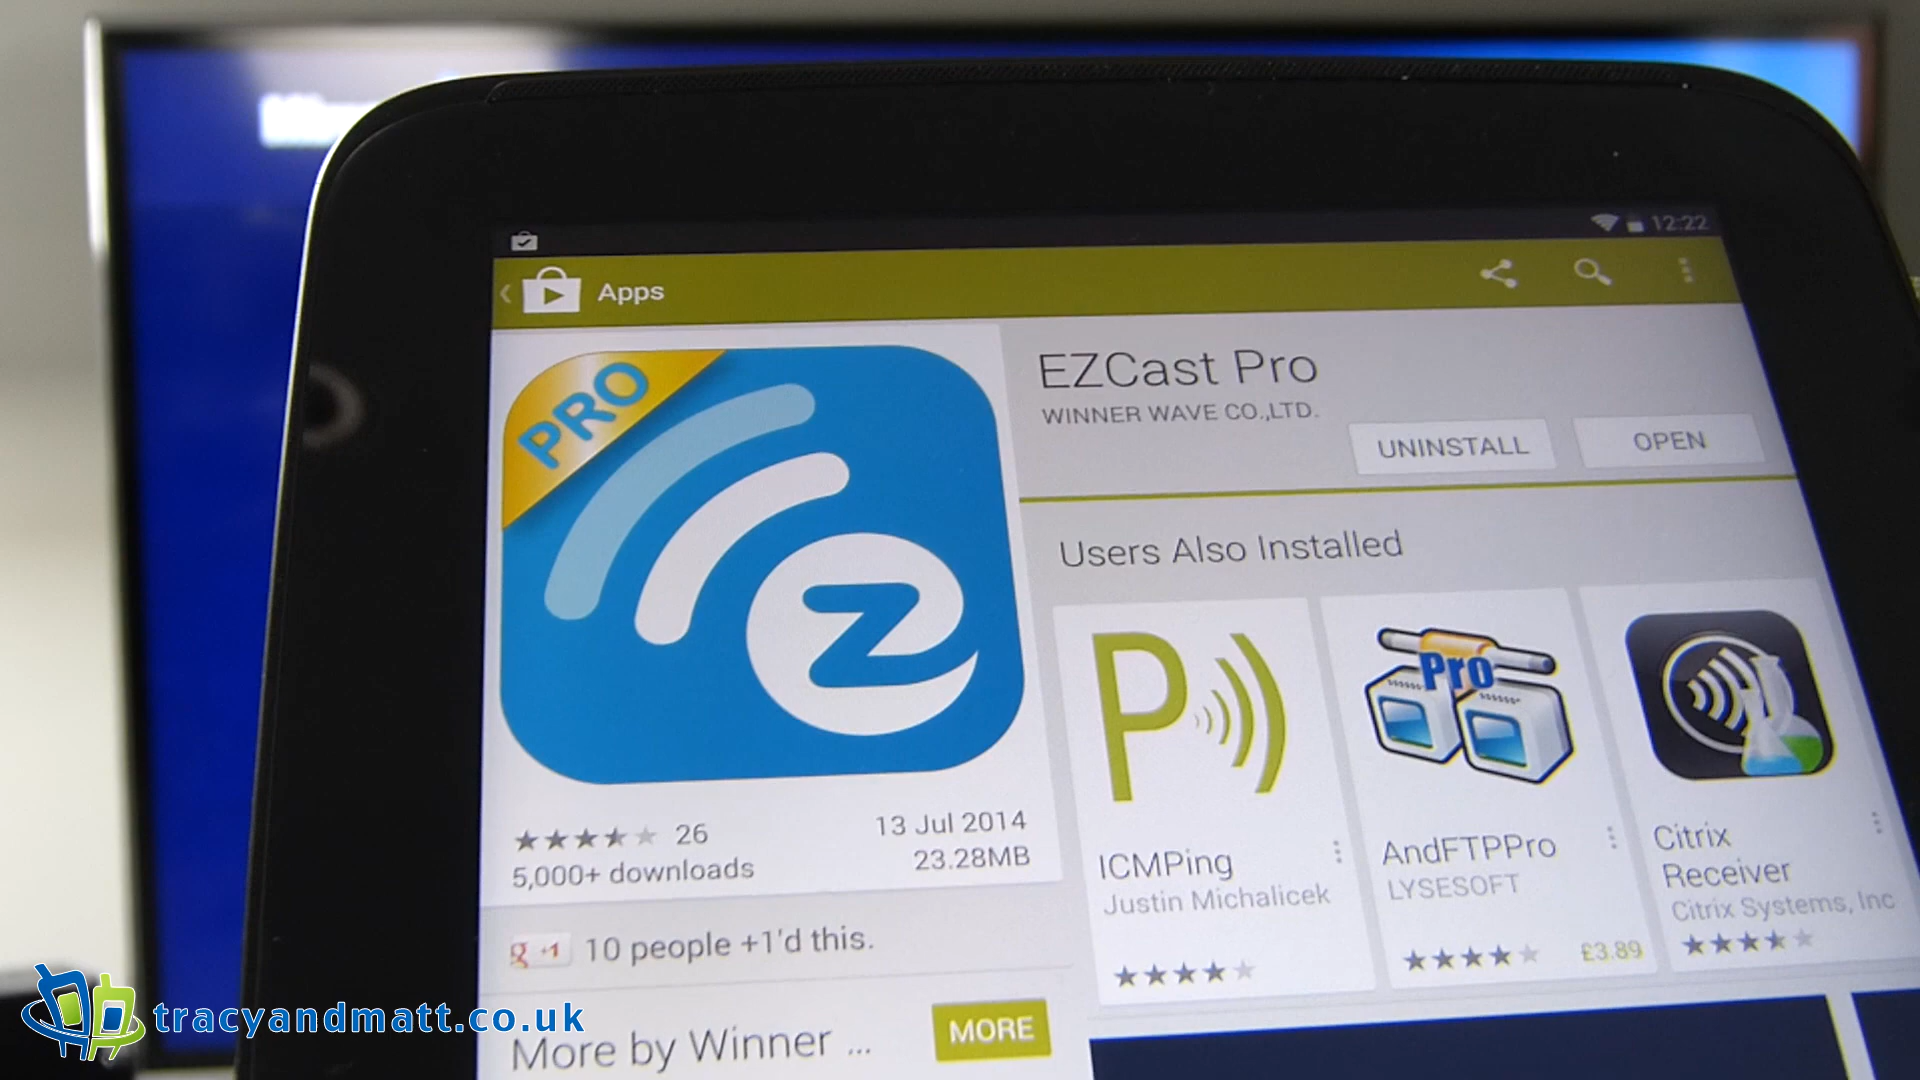 12:22
Apps
PRO
EZCast Pro
WINNER WAVE CO.,LTD.
UNINSTALL
OPEN
Users Also Installed
Pro
26
13 Jul 2014
5,000+ downloads
23.28MB
ICMPing
Justin Michalicek
AndFTPPro
LYSESOFT
£3.89
Citrix
Receiver
Citrix Systems, Inc
g +1
10 people +1'd this.
More by Winner ...
MORE
tracyandmatt.co.uk